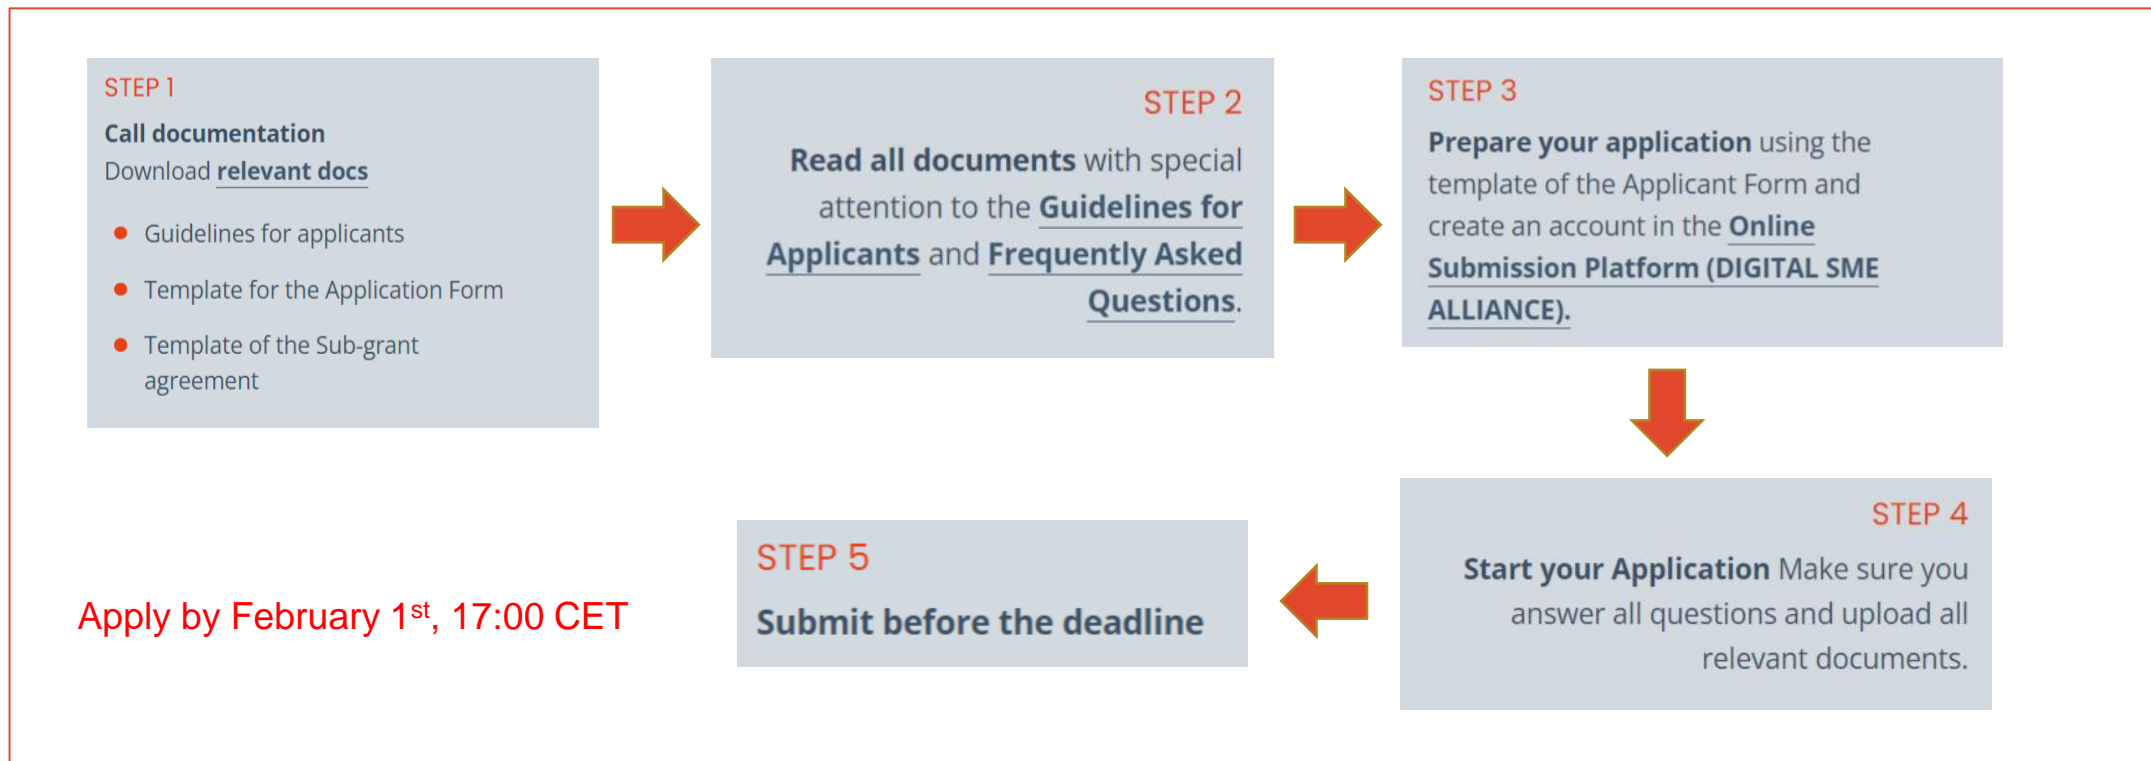 STEP 1
Call documentation
Download relevant docs
Guidelines for applicants
Template for the Application Form
Template of the Sub-grant
agreement
STEP 2
Read all documents with special
attention to the Guidelines for
Applicants and Frequently Asked
Questions.
STEP 3
Prepare your application using the
template of the Applicant Form and
create an account in the Online
Submission Platform (DIGITAL SME
ALLIANCE).
STEP 4
Start your Application Make sure you
answer all questions and upload all
relevant documents.
STEP 5
Submit before the deadline
Apply by February 1st, 17:00 CET